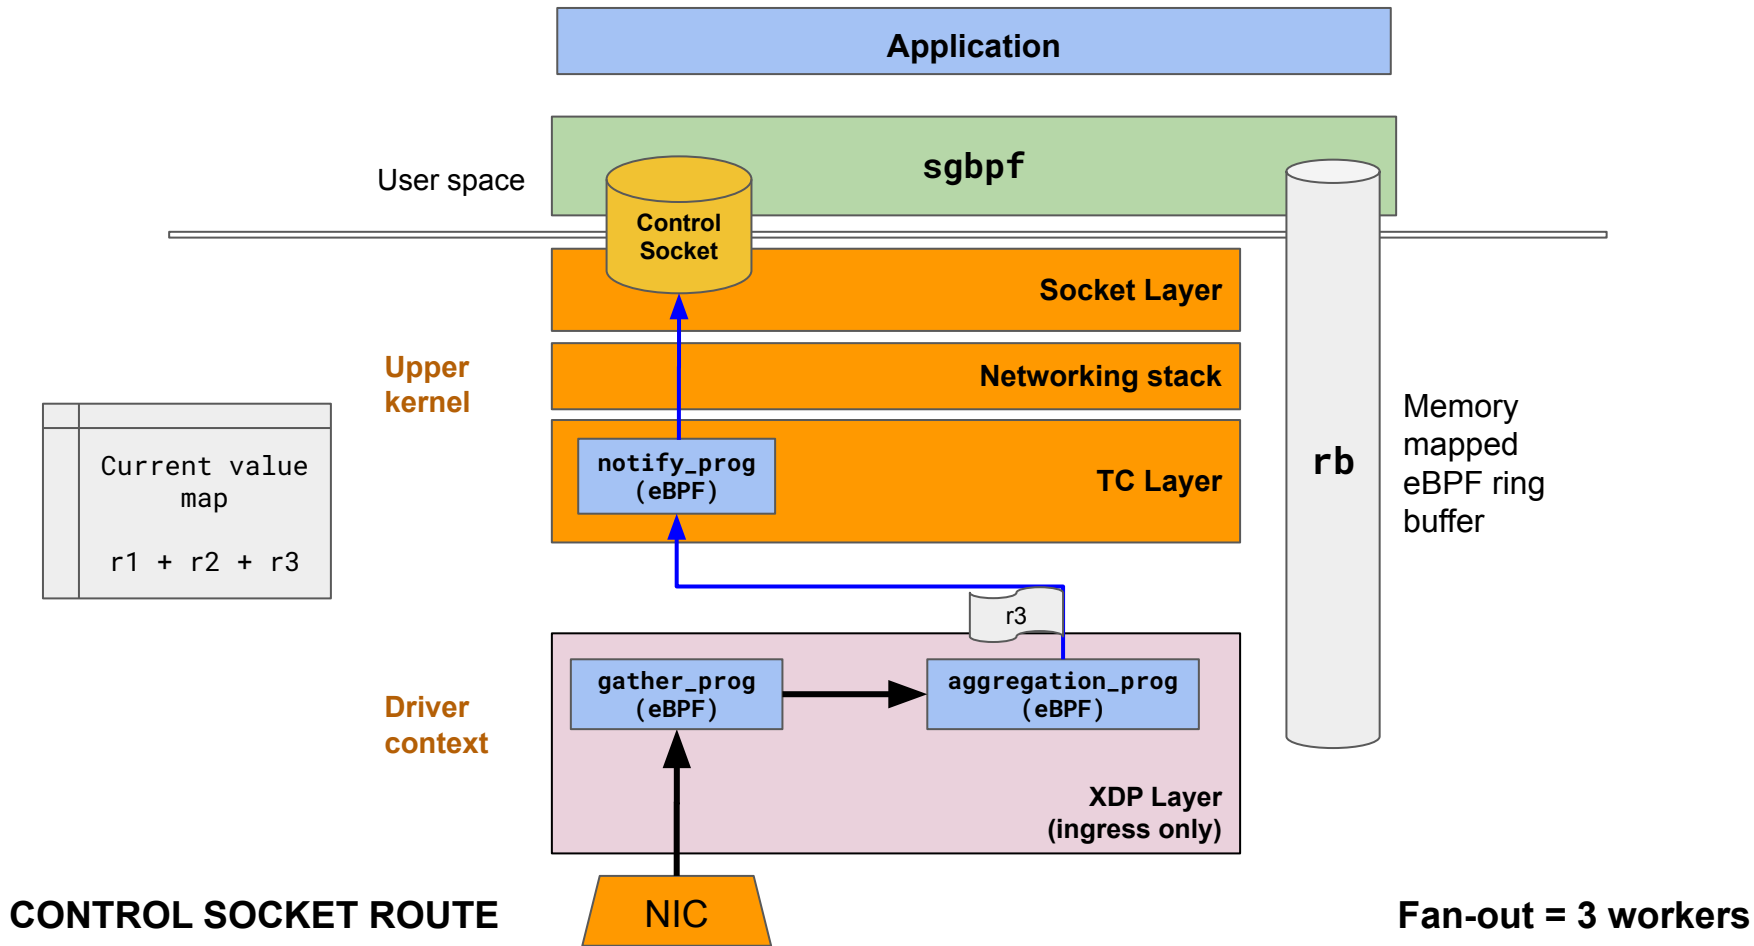 Application
sgbpf
User space
Control
Socket
Socket Layer
Upper
kernel
Networking stack
Current value
map
r1 + r2 + r3
notify_prog
(eBPF)
TC Layer
rb
Memory
mapped
eBPF ring
buffer
r3
Driver
context
gather_prog
(eBPF)
aggregation_prog
(eBPF)
XDP Layer
(ingress only)
CONTROL SOCKET ROUTE
NIC
Fan-out = 3 workers